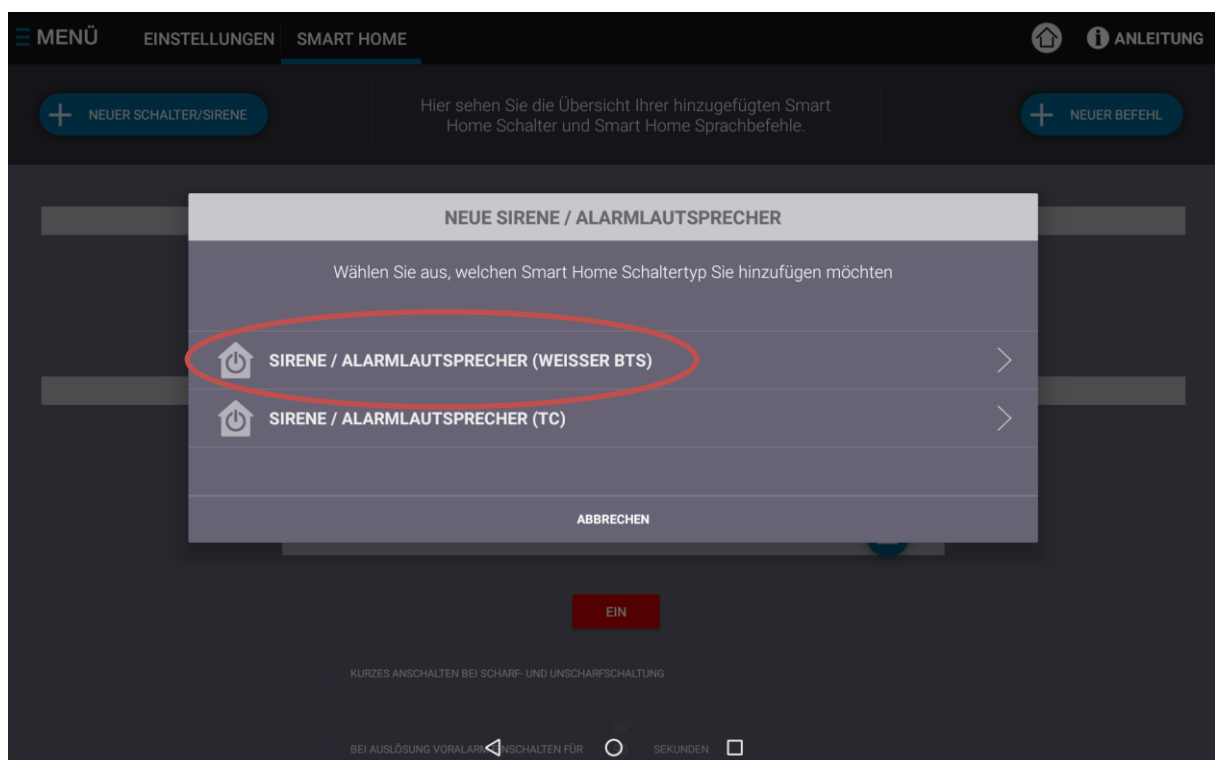 MENÜ EINSTELLUNGEN SMART HOME ANLEITUNG
NEUER SCHALTER/SIRENE
Hier sehen Sie die Übersicht Ihrer hinzugefügten Smart
Home Schalter und Smart Home Sprachbefehle.
NEUER BEFEHL
NEUE SIRENE / ALARMLAUTSPRECHER
Wählen Sie aus, welchen Smart Home Schaltertyp Sie hinzufügen möchten
SIRENE / ALARMLAUTSPRECHER (WEISSER BTS)
SIRENE / ALARMLAUTSPRECHER (TC)
ABBRECHEN
EIN
KURZES ANSCHALTEN BEI SCHARF- UND UNSCHARFSCHALTUNG
BEI AUSLÖSUNG VORALARM FÜR SEKUNDEN